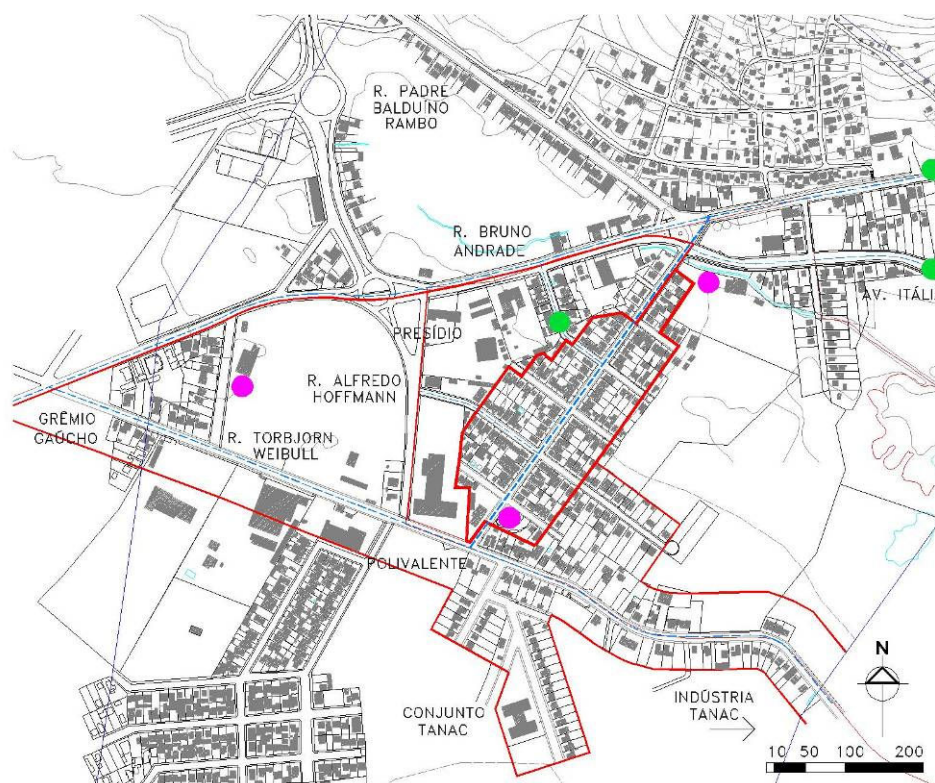 R. PADRE
BALDUÍNO
RAMBO
R. BRUNO
ANDRADE
AV. ITÁLI
PRESÍDIO
R. ALFREDO
HOFFMANN
GRÊMIO
GAÚCHO
R. TORBJORN
WEIBULL
POLIVALENTE
N
CONJUNTO
TANAC
INDÚSTRIA
TANAC
10 50 100 200